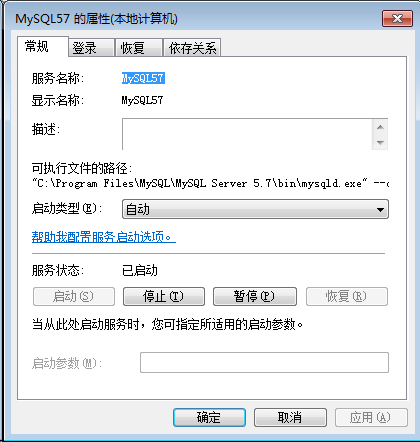 MySQL57 的属性(本地计算机)
常规 登录 恢复 依存关系
服务名称: MySQL57
显示名称: MySQL57
描述:
可执行文件的路径:
"C:\Program Files\MySQL\MySQL Server 5.7\bin\mysqld.exe" --d
启动类型(E): 自动
帮助我配置服务启动选项。
服务状态: 已启动
启动(S) 停止(T) 暂停(P) 恢复(R)
当从此处启动服务时，您可指定所适用的启动参数。
启动参数(M):
确定 取消 应用(A)